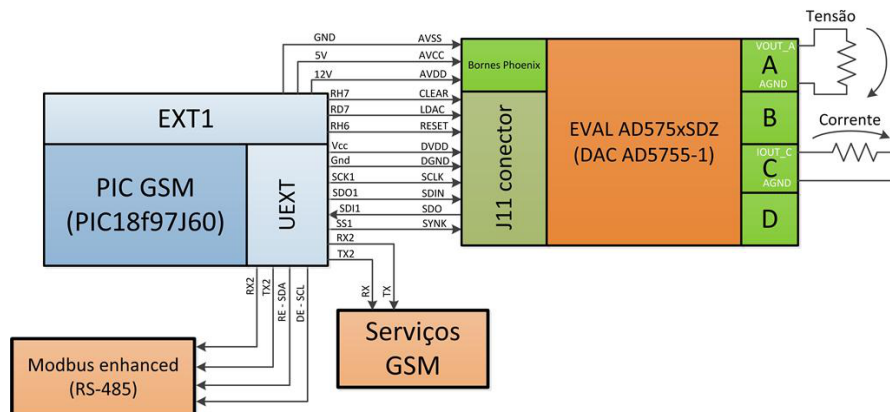 Tensão
GND AVSS
5V AVCC
12V AVDD
Bornes Phoenix
VOUT_A
A
AGND
EXT1
RH7 CLEAR
RD7 LDAC
RH6 RESET
B
EVAL AD575xSDZ
(DAC AD5755-1)
Corrente
PIC GSM
(PIC18f97J60)
UEXT
Vcc DVDD
Gnd DGND
SCK1 SCLK
SDO1 SDIN
SDI1 SDO
SS1 SYNK
RX2
TX2
J11 conector
IOUT_C
C
AGND
D
RX2
TX2
RE - SDA
DE - SCL
RX
TX
Serviços
GSM
Modbus enhanced
(RS-485)